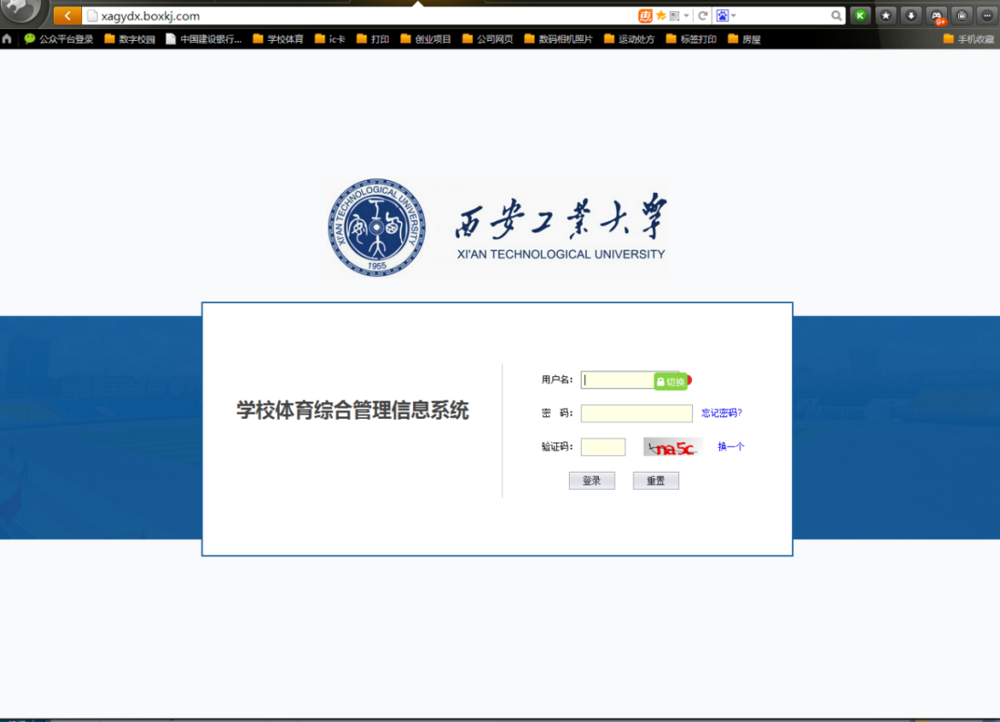 xagydx.boxkj.com
公众平台登录 数字校园 中国建设银行... 学校体育 ic卡 打印 创业项目 公司网页 数码相机照片 运动处方 标签打印 房屋 手机收藏
XI'AN TECHNOLOGICAL UNIVERSITY
1955
西安工业大学
XI'AN TECHNOLOGICAL UNIVERSITY
学校体育综合管理信息系统
用户名: 切换
密 码: 忘记密码?
验证码: na5c 换一个
登录 重置